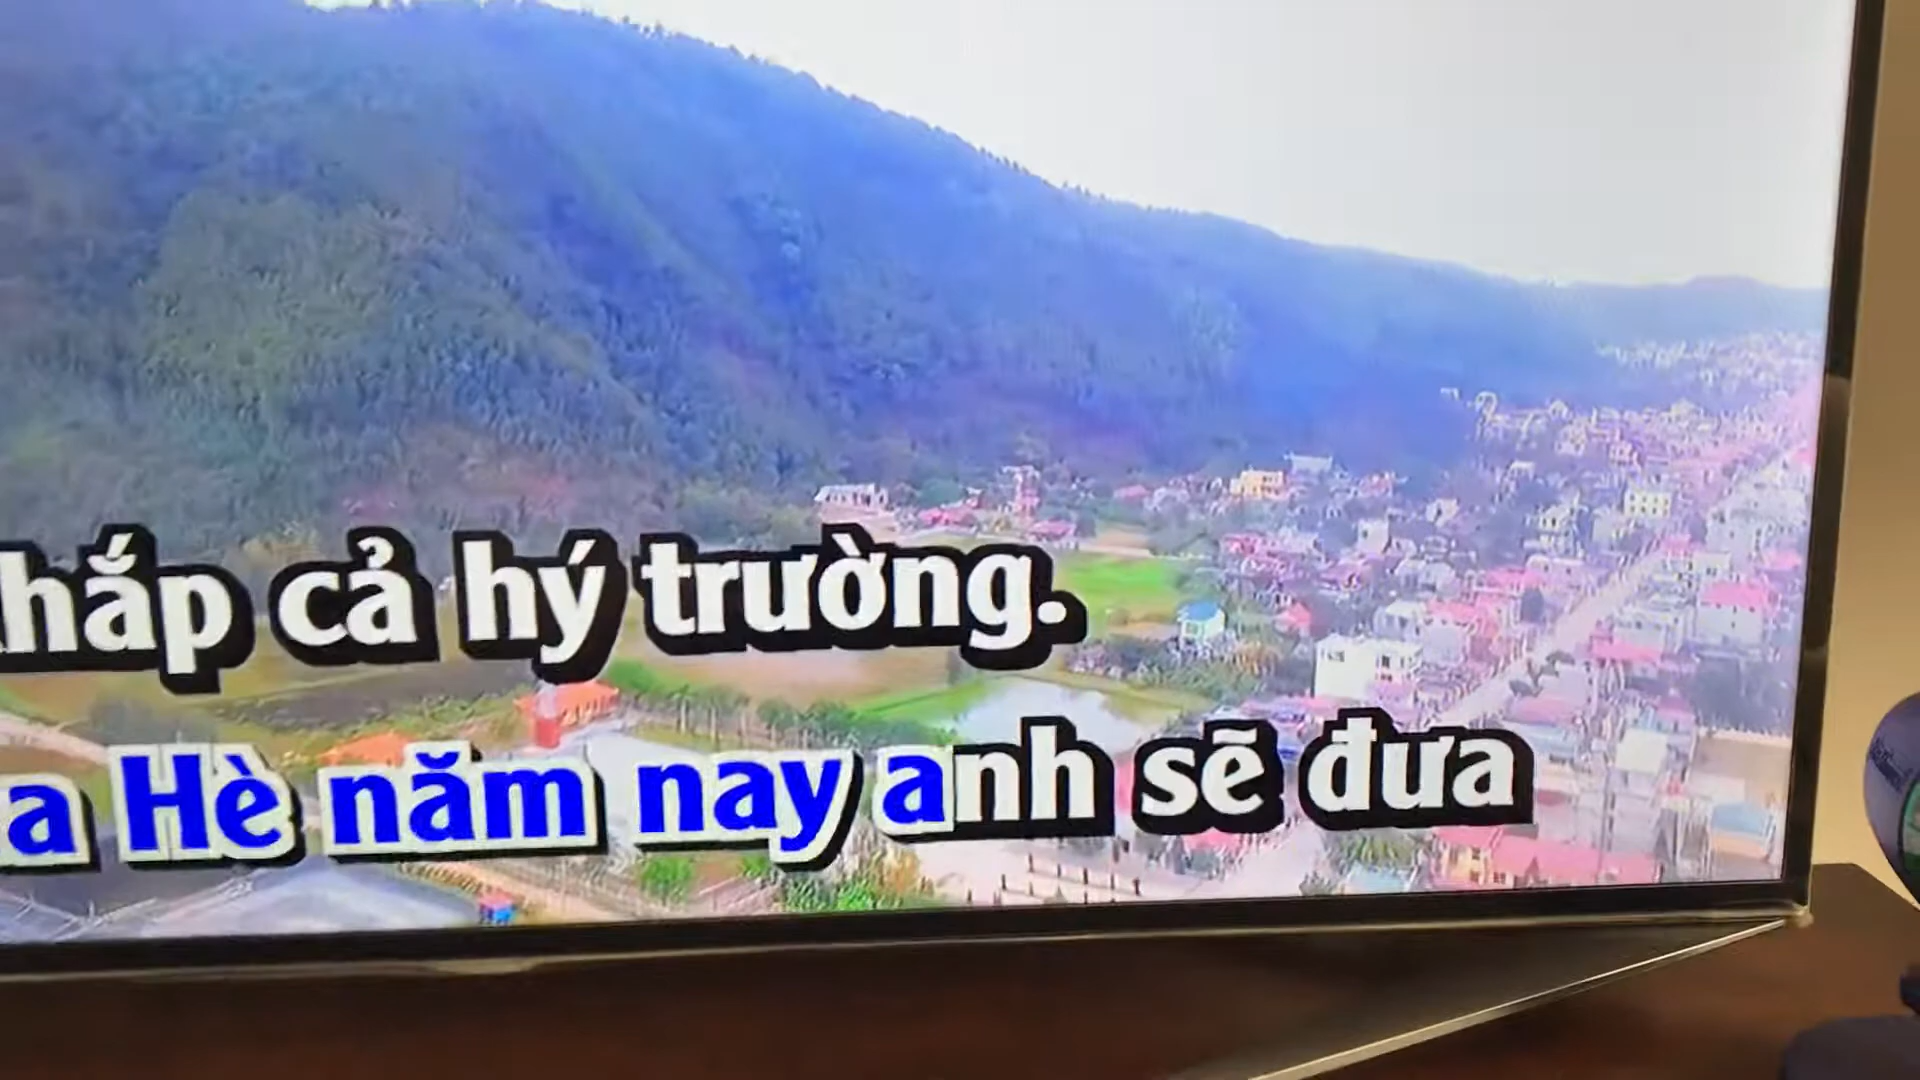 hắp cả hý trường.
a Hè năm nay anh sẽ đưa